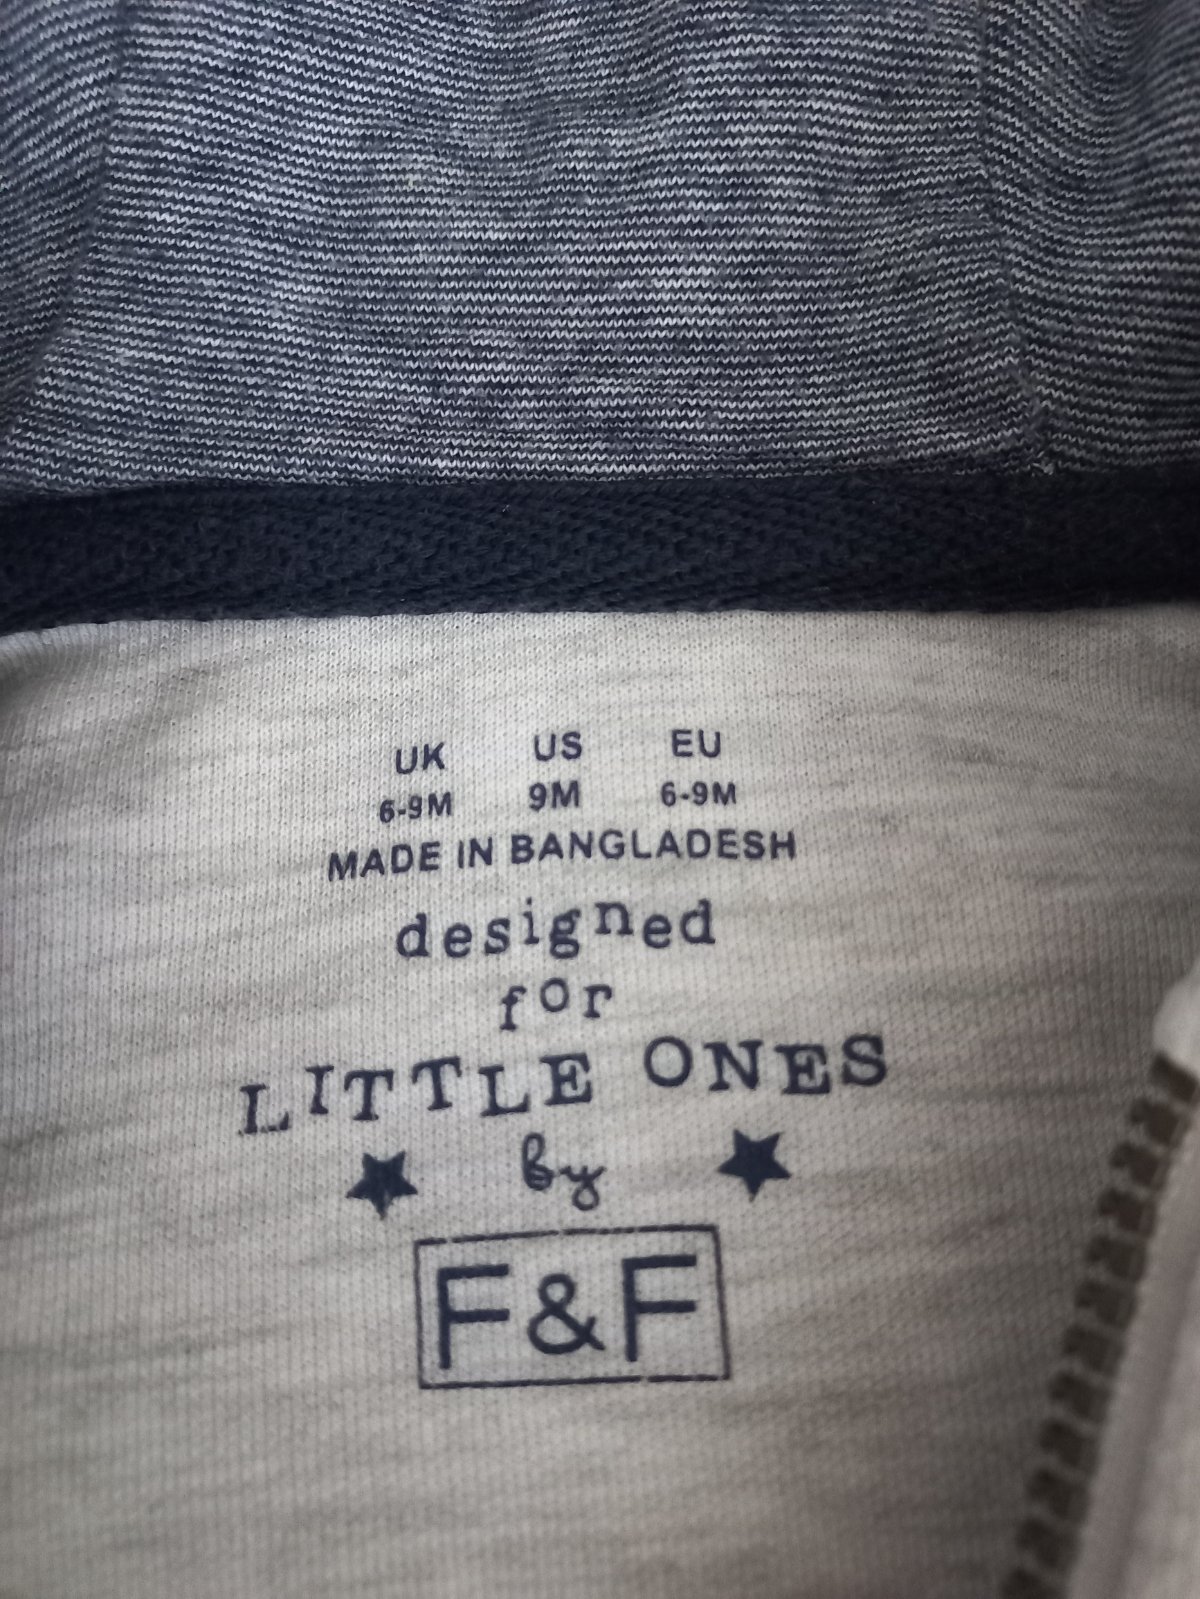 UK US EU
6-9M 9M 6-9M
MADE IN BANGLADESH
designed
for
LITTLE ONES
by
F&F